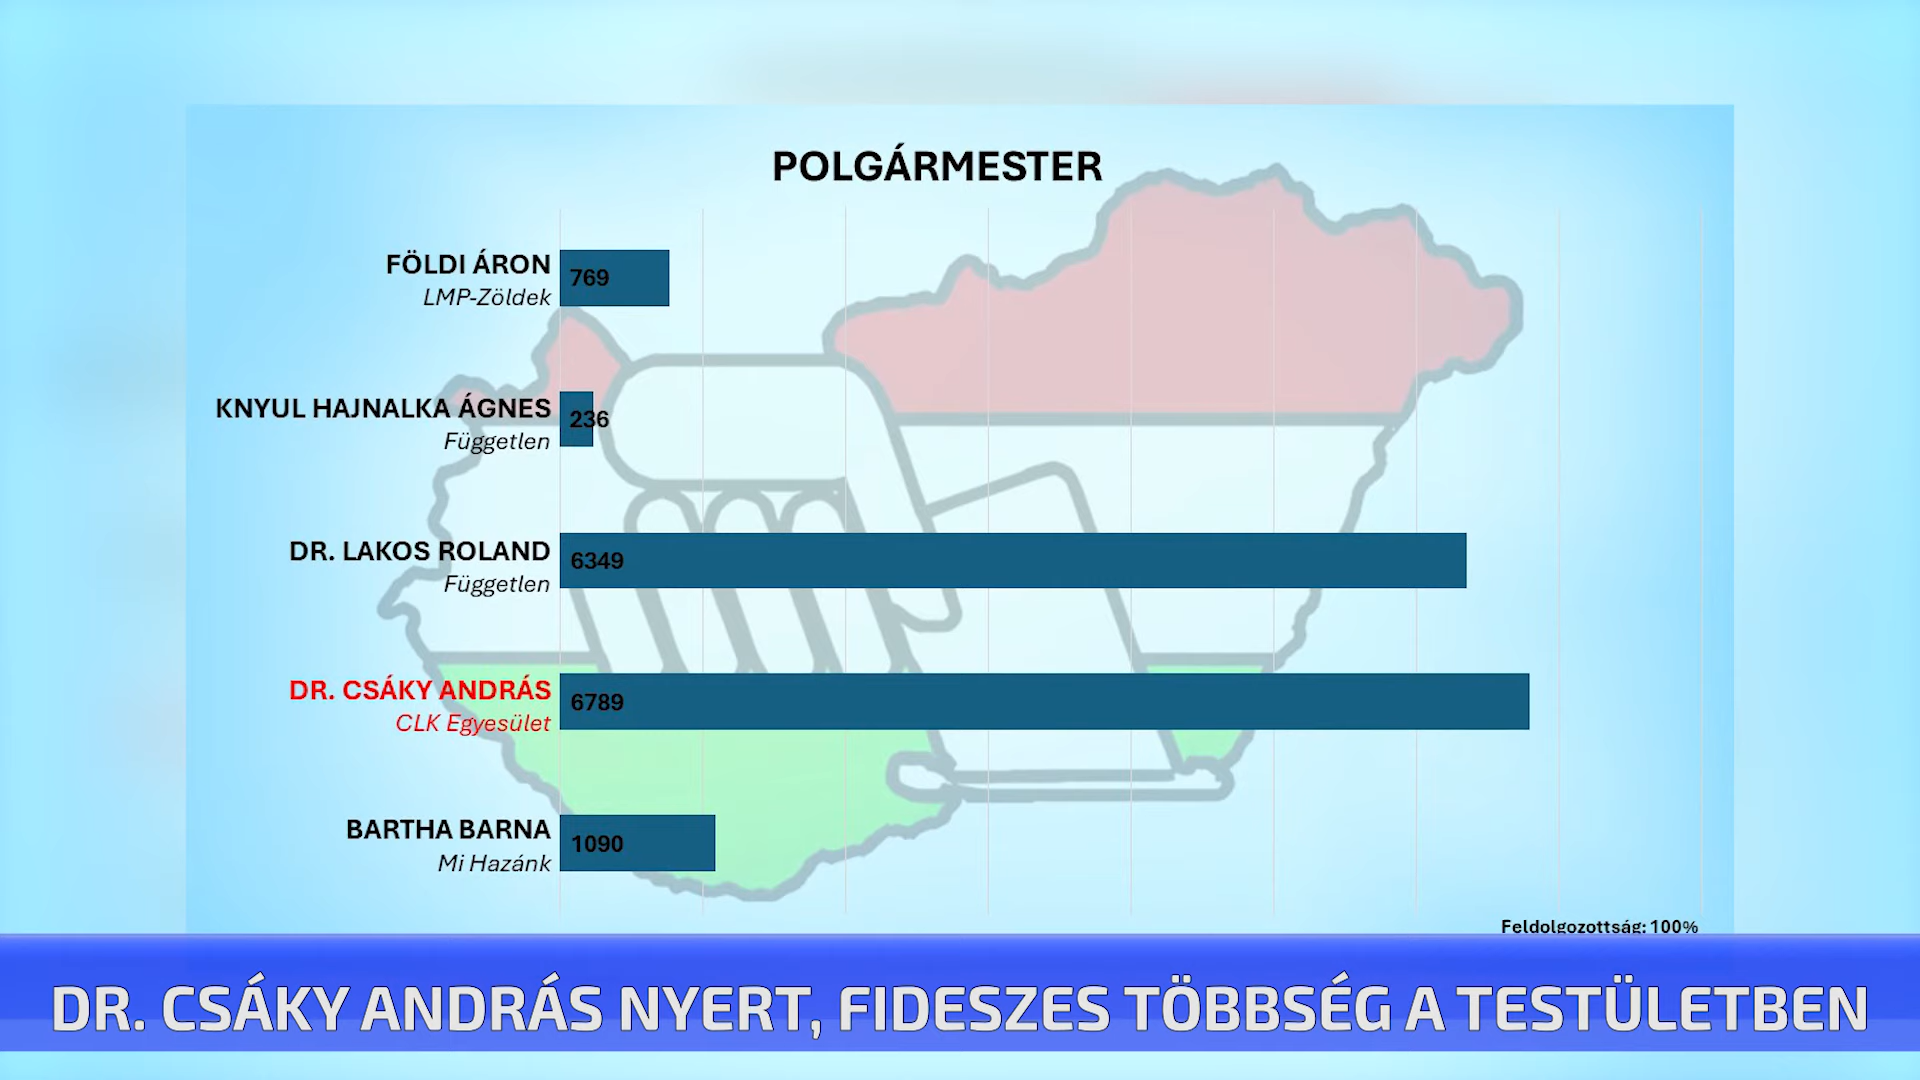 POLGÁRMESTER
FÖLDI ÁRON
LMP-Zöldek
769
KNYUL HAJNALKA ÁGNES
Független
236
DR. LAKOS ROLAND
Független
6349
DR. CSÁKY ANDRÁS
CLK Egyesület
6789
BARTHA BARNA
Mi Hazánk
1090
Feldolgozottság: 100%
DR. CSÁKY ANDRÁS NYERT, FIDESZES TÖBBSÉG A TESTÜLETBEN